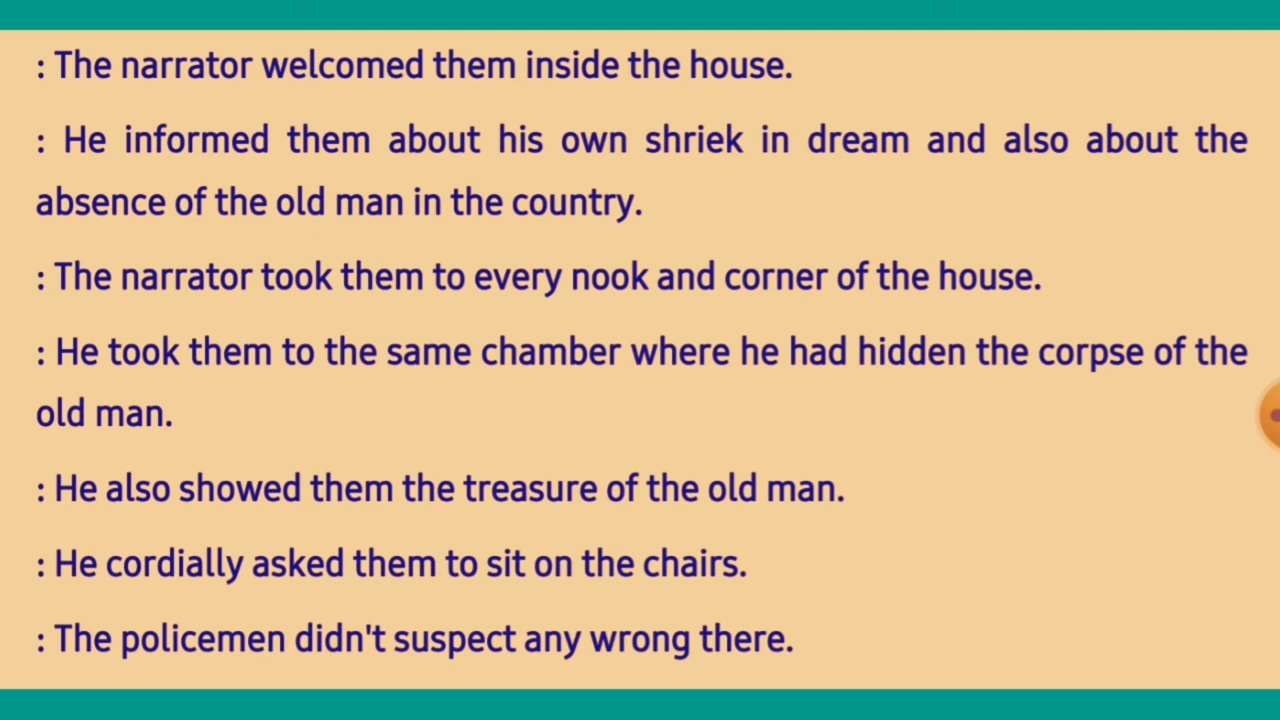 : The narrator welcomed them inside the house.
: He informed them about his own shriek in dream and also about the
absence of the old man in the country.
: The narrator took them to every nook and corner of the house.
: He took them to the same chamber where he had hidden the corpse of the
old man.
: He also showed them the treasure of the old man.
: He cordially asked them to sit on the chairs.
: The policemen didn't suspect any wrong there.